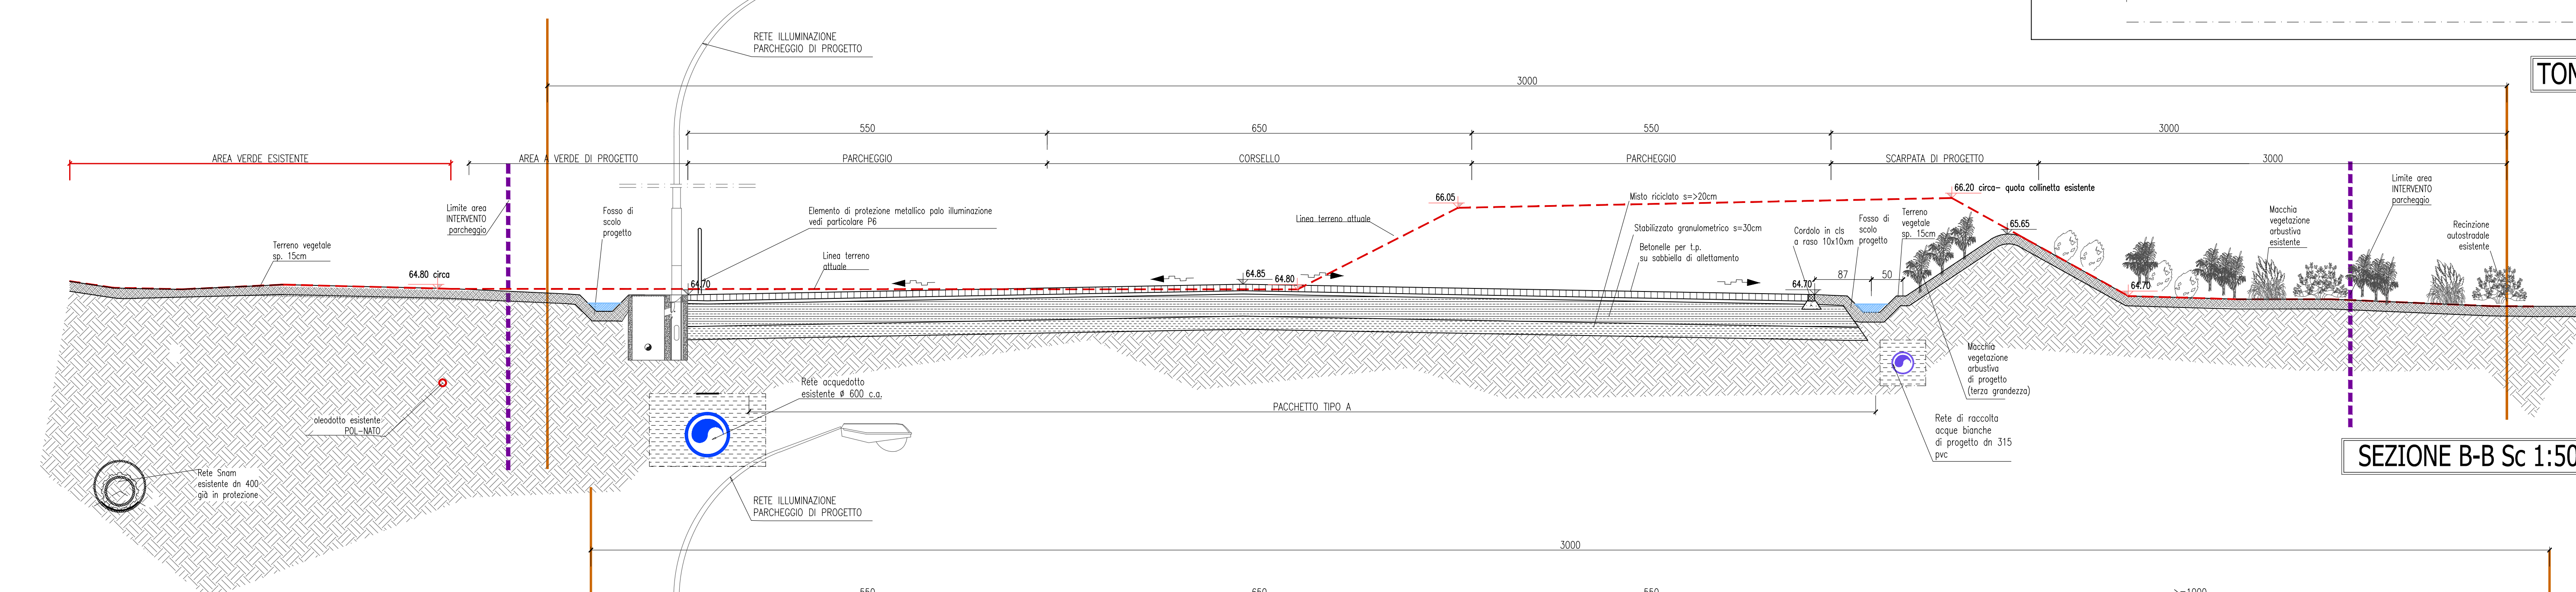 RETE ILLUMINAZIONE
PARCHEGGIO DI PROGETTO
3000
550
650
550
3000
AREA VERDE ESISTENTE
AREA A VERDE DI PROGETTO
PARCHEGGIO
CORSELLO
PARCHEGGIO
SCARPATA DI PROGETTO
3000
Limite area
INTERVENTO
parcheggio
Fosso di
scolo
progetto
Elemento di protezione metallico palo illuminazione
vedi particolare P6
Linea terreno
attuale
Terreno vegetale
sp. 15cm
64.80 circa
64.70
64.85
64.80
Linea terreno attuale
66.05
Misto riciclato s=>20cm
Stabilizzato granulometrico s=30cm
Betonelle per t.p.
su sabbiella di allettamento
Cordolo in cls
a raso 10x10xm
64.70
87
50
Fosso di
scolo
progetto
Terreno
vegetale
sp. 15cm
66.20 circa- quota collinetta esistente
65.65
64.70
Macchia
vegetazione
arbustiva
esistente
Limite area
INTERVENTO
parcheggio
Recinzione
autostradale
esistente
Macchia
vegetazione
arbustiva
di progetto
(terza grandezza)
Rete di raccolta
acque bianche
di progetto dn 315
pvc
Rete acquedotto
esistente Ø 600 c.a.
PACCHETTO TIPO A
oleodotto esistente
POL-NATO
Rete Snam
esistente dn 400
già in protezione
TOM
SEZIONE B-B Sc 1:50
RETE ILLUMINAZIONE
PARCHEGGIO DI PROGETTO
3000
550
650
550
>=1000